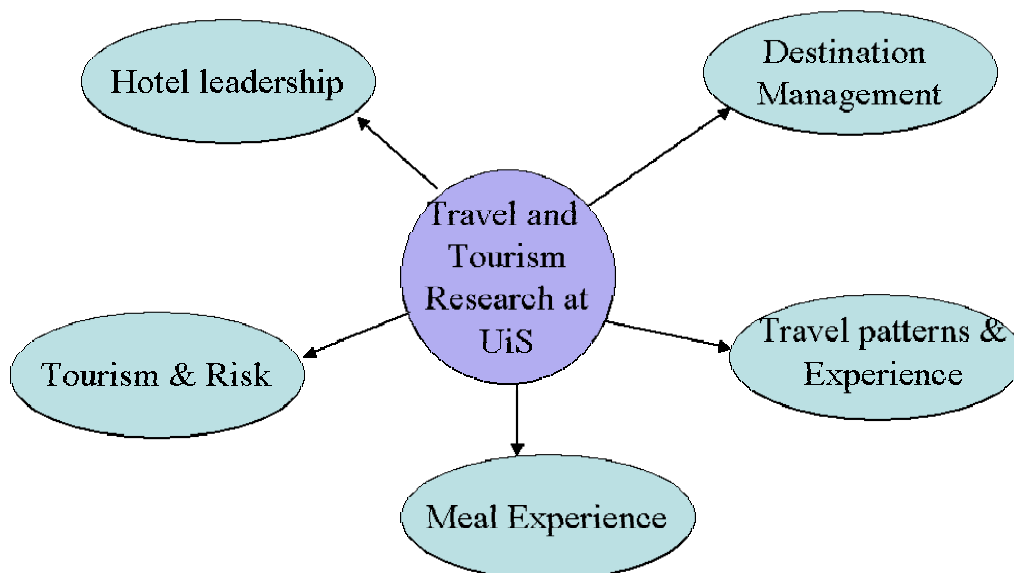 Hotel leadership
Destination
Management
Travel and
Tourism
Research at
UiS
Travel patterns &
Experience
Tourism & Risk
Meal Experience